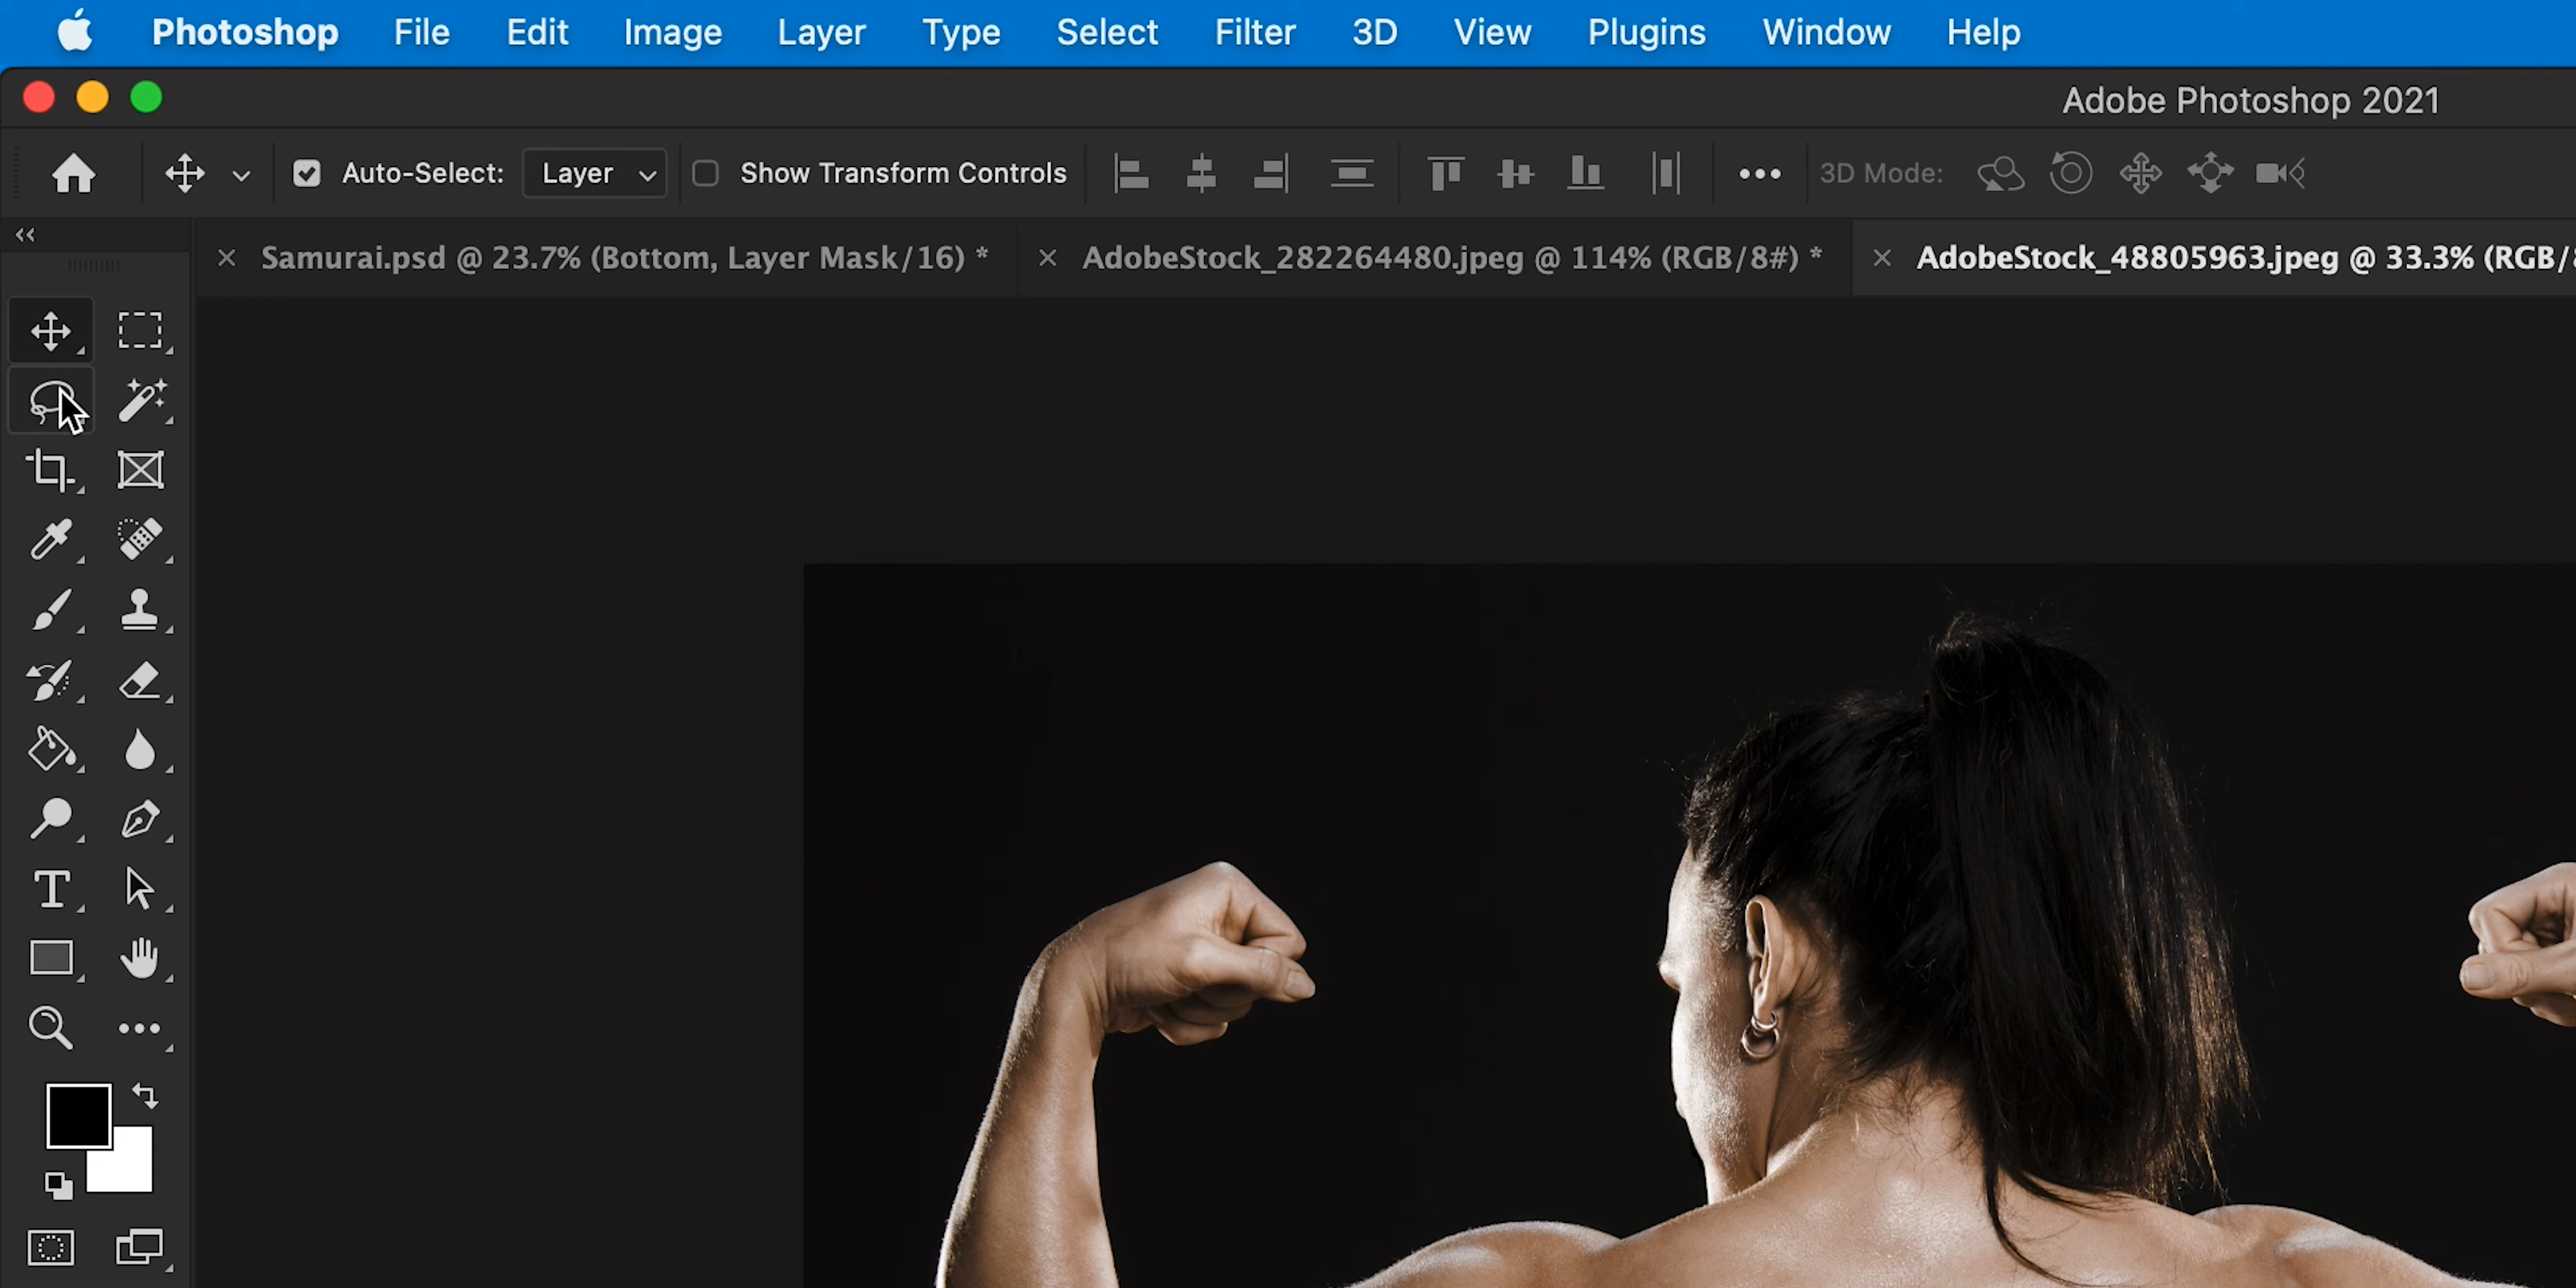 Photoshop File Edit Image Layer Type Select Filter 3D View Plugins Window Help
Adobe Photoshop 2021
Auto-Select: Layer Show Transform Controls 3D Mode:
Samurai.psd @ 23.7% (Bottom, Layer Mask/16) * AdobeStock_282264480.jpeg @ 114% (RGB/8#) * AdobeStock_48805963.jpeg @ 33.3% (RGB/8